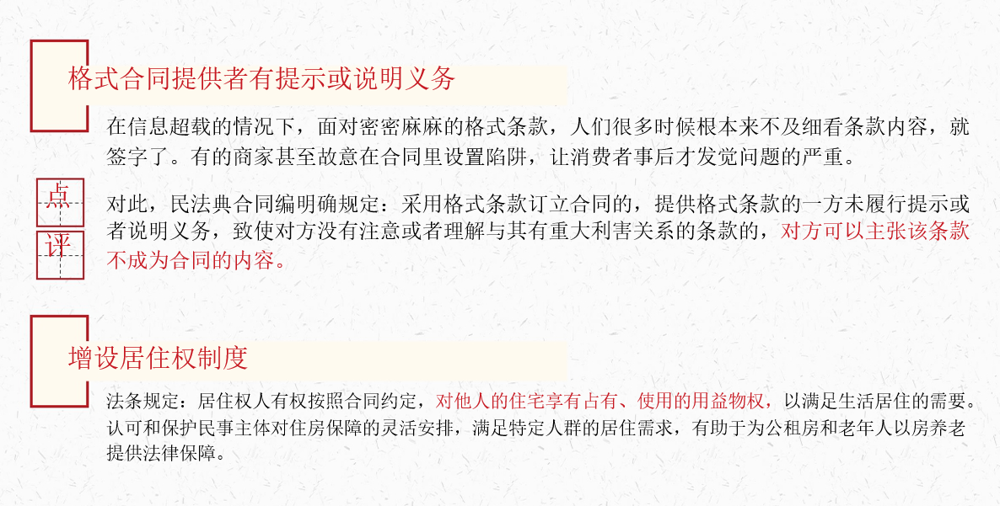 格式合同提供者有提示或说明义务
在信息超载的情况下，面对密密麻麻的格式条款，人们很多时候根本来不及细看条款内容，就
签字了。有的商家甚至故意在合同里设置陷阱，让消费者事后才发觉问题的严重。
点
评
对此，民法典合同编明确规定：采用格式条款订立合同的，提供格式条款的一方未履行提示或
者说明义务，致使对方没有注意或者理解与其有重大利害关系的条款的，对方可以主张该条款
不成为合同的内容。
增设居住权制度
法条规定：居住权人有权按照合同约定，对他人的住宅享有占有、使用的用益物权，以满足生活居住的需要。
认可和保护民事主体对住房保障的灵活安排，满足特定人群的居住需求，有助于为公租房和老年人以房养老
提供法律保障。